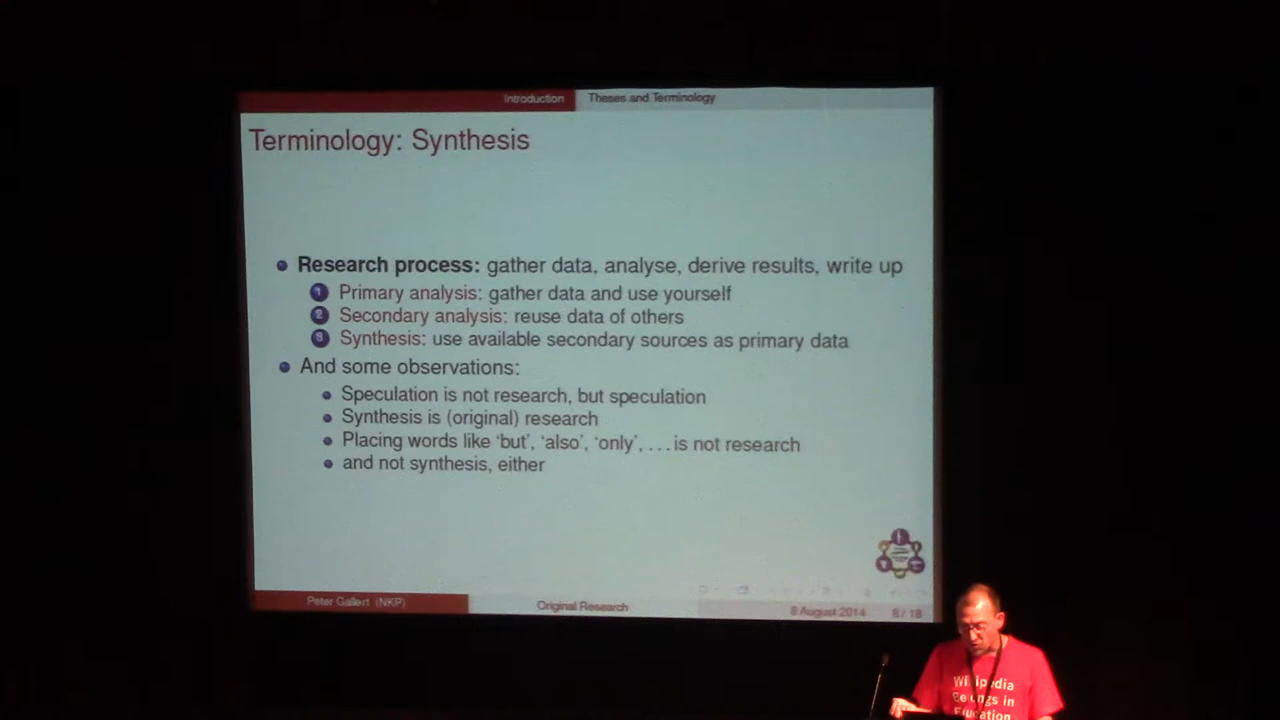 Introduction Theses and Terminology
Terminology: Synthesis
Research process: gather data, analyse, derive results, write up
1 Primary analysis: gather data and use yourself
2 Secondary analysis: reuse data of others
3 Synthesis: use available secondary sources as primary data
And some observations:
Speculation is not research, but speculation
Synthesis is (original) research
Placing words like ‘but’, ‘also’, ‘only’, ... is not research
and not synthesis, either
Peter Gallert (NKP) Original Research 8 August 2014 8 / 18
Wikipedia
Belongs in
Education